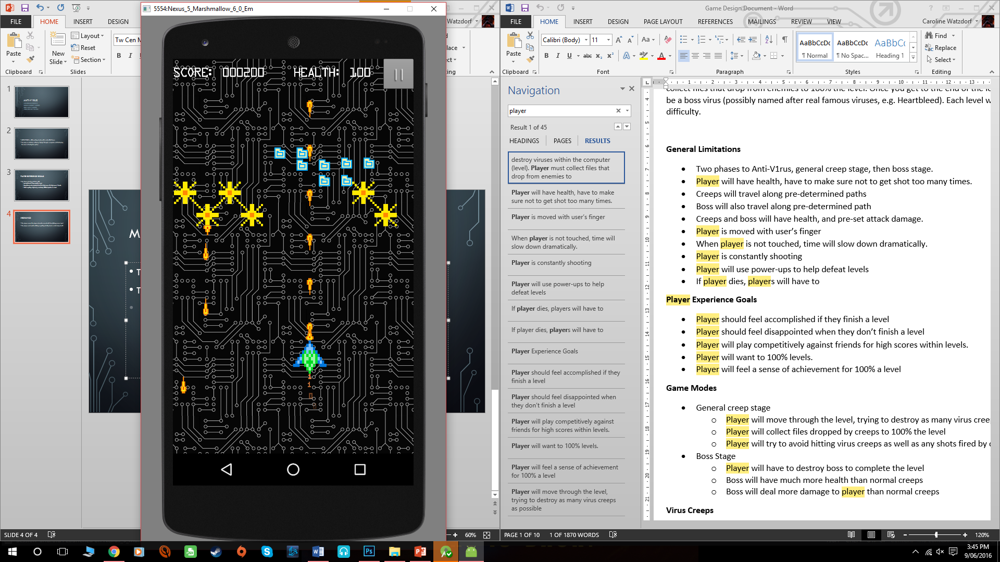 5554:Nexus_5_Marshmallow_6_0_Em
FILE
HOME
INSERT
DESIGN
Watzdorf
Paste
New
Slide
Layout
Reset
Section
Tw Cen M
B
I
Clipboard
Slides
SCORE: 000200
HEALTH: 100
1
2
3
4
M
T
T
1
1
0
SLIDE 4 OF 4
60%
Game Design Document - Word
FILE
HOME
INSERT
DESIGN
PAGE LAYOUT
REFERENCES
MAILINGS
REVIEW
VIEW
Caroline Watzdorf
Paste
Calibri (Body)
11
Aa
B
I
U
abc
AaBbCcDc
¶ Normal
AaBbCcDc
¶ No Spac...
AaBbC
Heading 1
Find
Replace
Select
Clipboard
Font
Paragraph
Styles
Editing
Navigation
player
Result 1 of 45
HEADINGS
PAGES
RESULTS
destroy viruses within the computer
(level). Player must collect files that
drop from enemies to
Player will have health, have to make
sure not to get shot too many times.
Player is moved with user's finger
When player is not touched, time will
slow down dramatically.
Player is constantly shooting
Player will use power-ups to help
defeat levels
If player dies, players will have to
If player dies, players will have to
Player Experience Goals
Player should feel accomplished if they
finish a level
Player should feel disappointed when
they don't finish a level
Player will play competitively against
friends for high scores within levels.
Player will want to 100% levels.
Player will feel a sense of achievement
for 100% a level
Player will move through the level,
trying to destroy as many virus creeps
as possible
collect files that drop from enemies to 100% the level. Once you get to the end of the le
be a boss virus (possibly named after real famous viruses, e.g. Heartbleed). Each level w
difficulty.
General Limitations
• Two phases to Anti-V1rus, general creep stage, then boss stage.
• Player will have health, have to make sure not to get shot too many times.
• Creeps will travel along pre-determined paths
• Boss will also travel along pre-determined path
• Creeps and boss will have health, and pre-set attack damage.
• Player is moved with user's finger
• When player is not touched, time will slow down dramatically.
• Player is constantly shooting
• Player will use power-ups to help defeat levels
• If player dies, players will have to
Player Experience Goals
• Player should feel accomplished if they finish a level
• Player should feel disappointed when they don't finish a level
• Player will play competitively against friends for high scores within levels.
• Player will want to 100% levels.
• Player will feel a sense of achievement for 100% a level
Game Modes
• General creep stage
o Player will move through the level, trying to destroy as many virus cree
o Player will collect files dropped by creeps to 100% the level
o Player will try to avoid hitting virus creeps as well as any shots fired by c
• Boss Stage
o Player will have to destroy boss to complete the level
o Boss will have much more health than normal creeps
o Boss will deal more damage to player than normal creeps
Virus Creeps
PAGE 1 OF 10
1 OF 1870 WORDS
120%
3:45 PM
9/06/2016